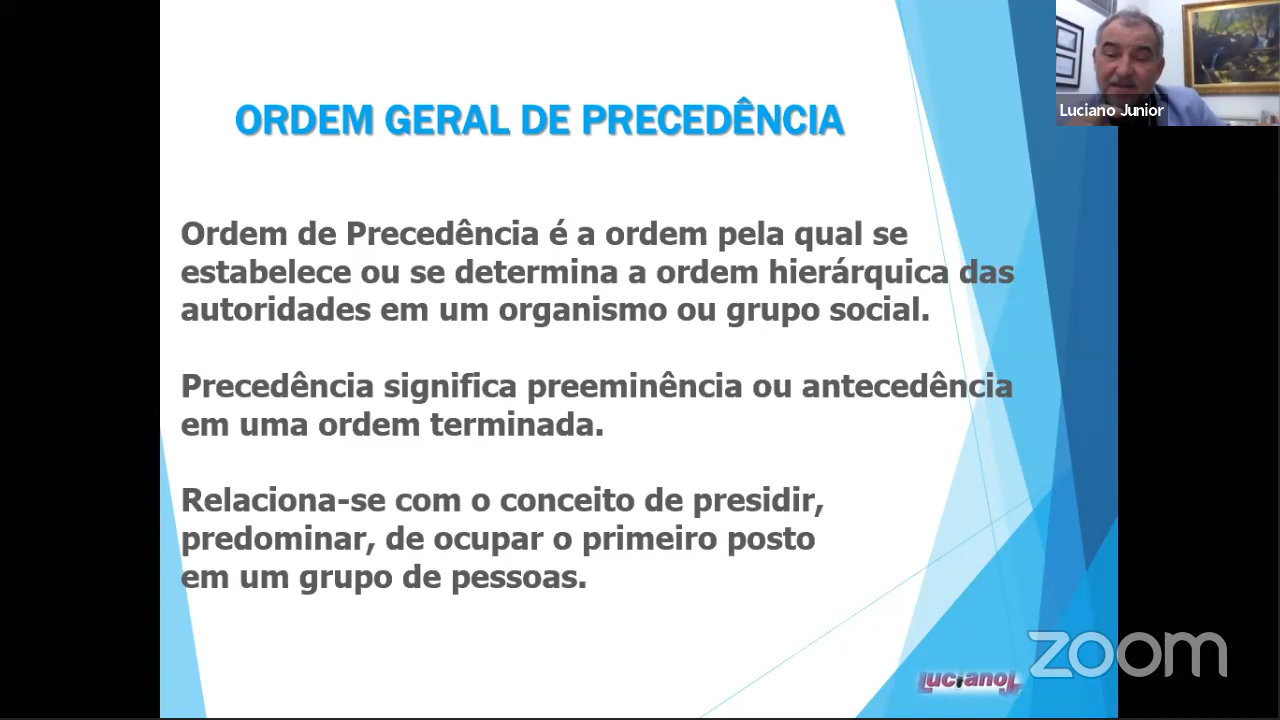 ORDEM GERAL DE PRECEDÊNCIA
Luciano Junior
Ordem de Precedência é a ordem pela qual se
estabelece ou se determina a ordem hierárquica das
autoridades em um organismo ou grupo social.
Precedência significa preeminência ou antecedência
em uma ordem terminada.
Relaciona-se com o conceito de presidir,
predominar, de ocupar o primeiro posto
em um grupo de pessoas.
LucianoJr.
zoom